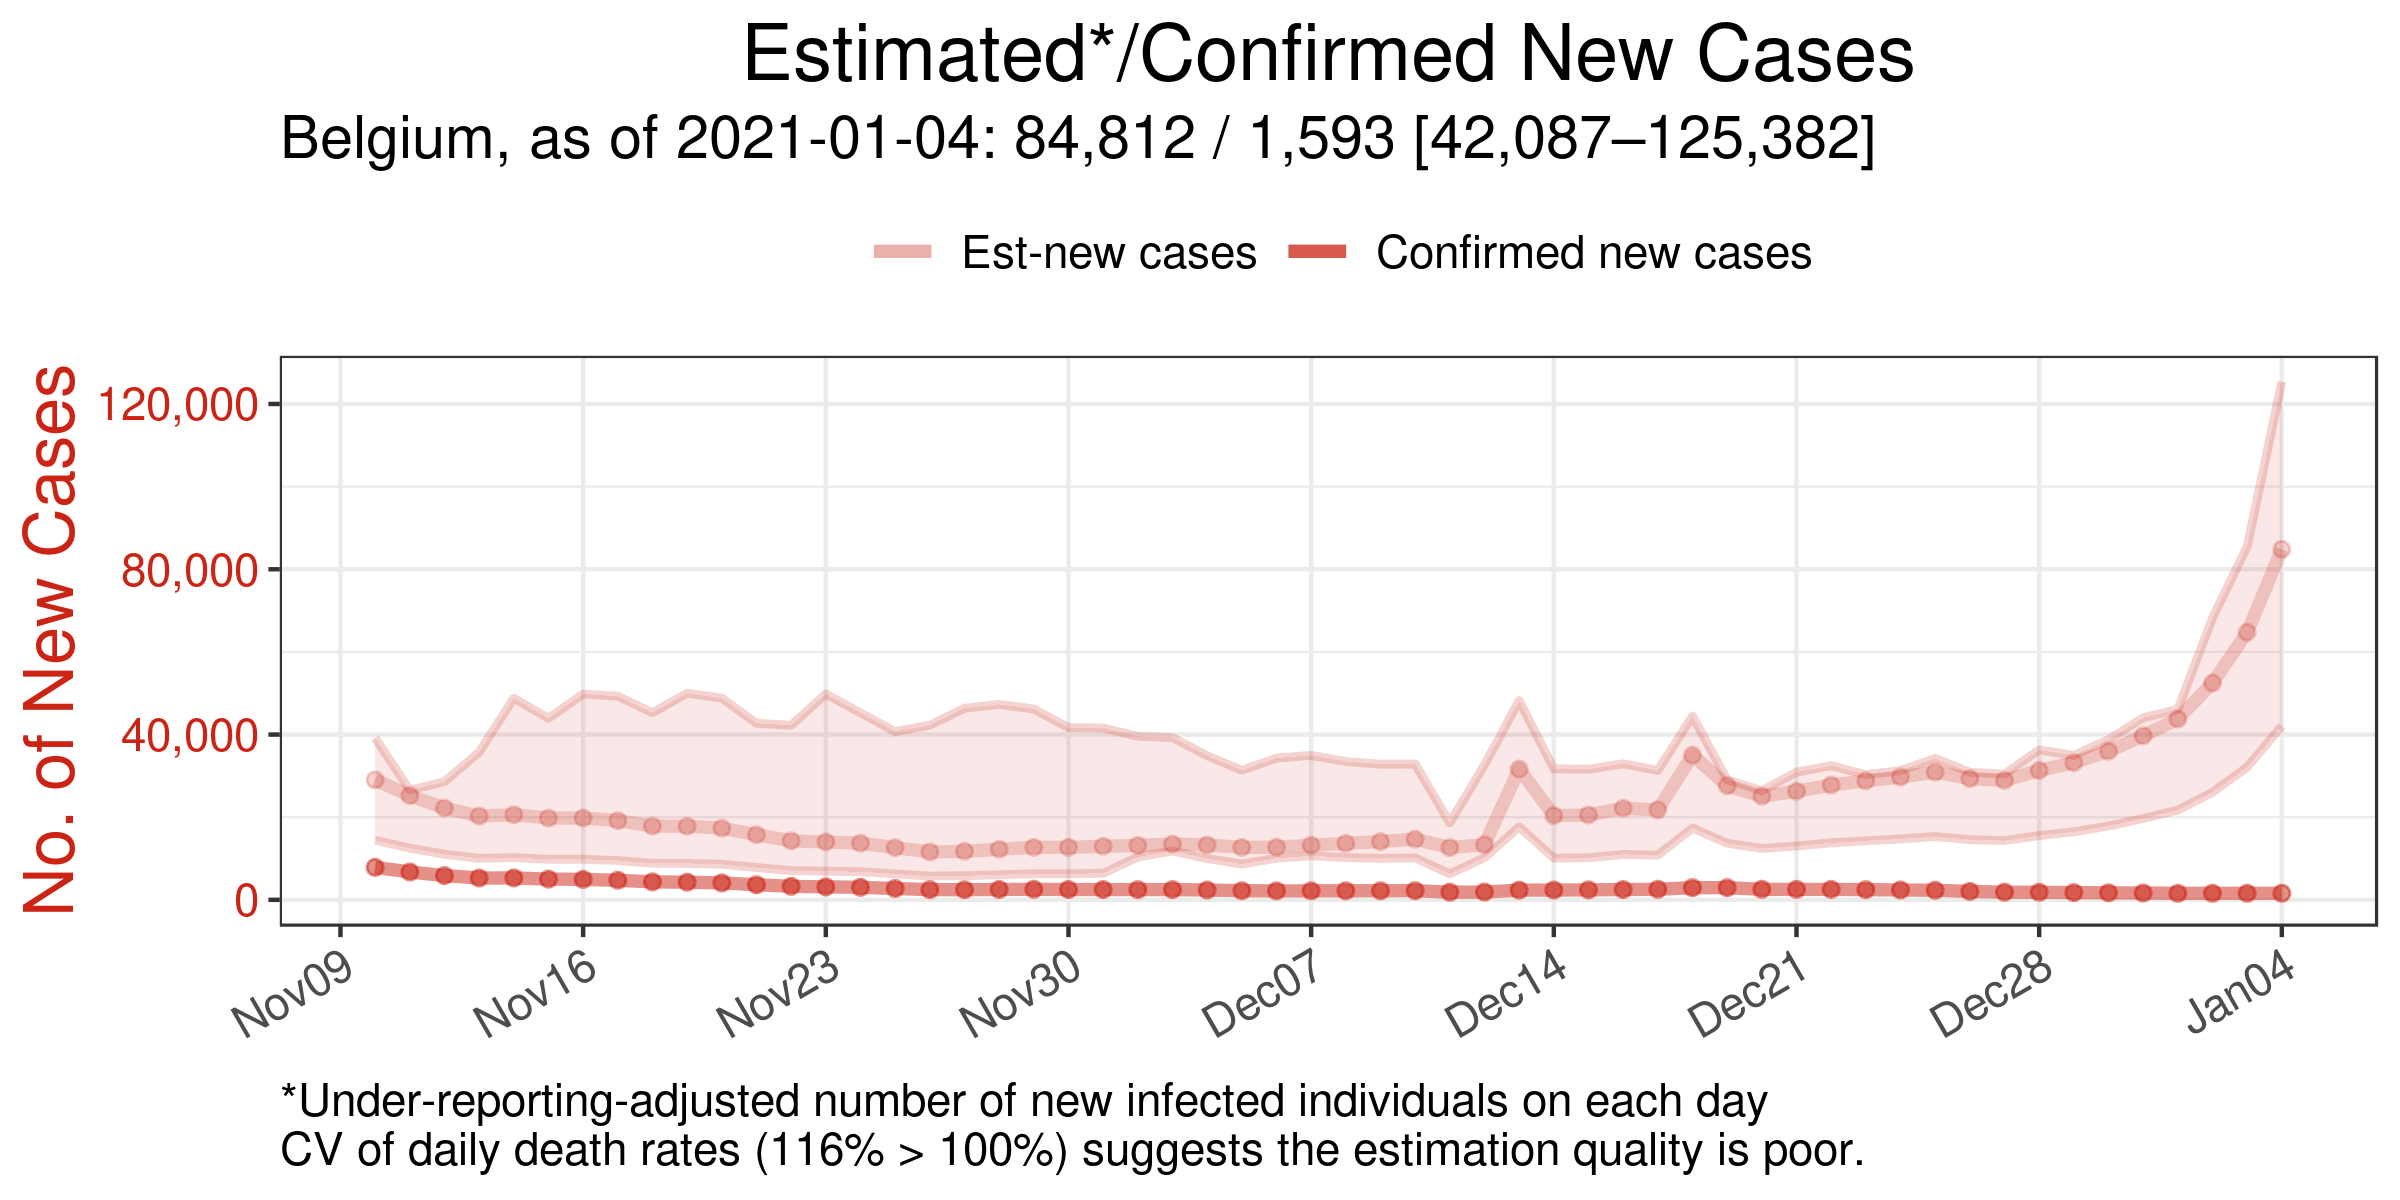 Estimated*/Confirmed New Cases
Belgium, as of 2021-01-04: 84,812 / 1,593 [42,087–125,382]
Est-new cases Confirmed new cases
No. of New Cases
120,000
80,000
40,000
0
Nov09 Nov16 Nov23 Nov30 Dec07 Dec14 Dec21 Dec28 Jan04
*Under-reporting-adjusted number of new infected individuals on each day
CV of daily death rates (116% > 100%) suggests the estimation quality is poor.